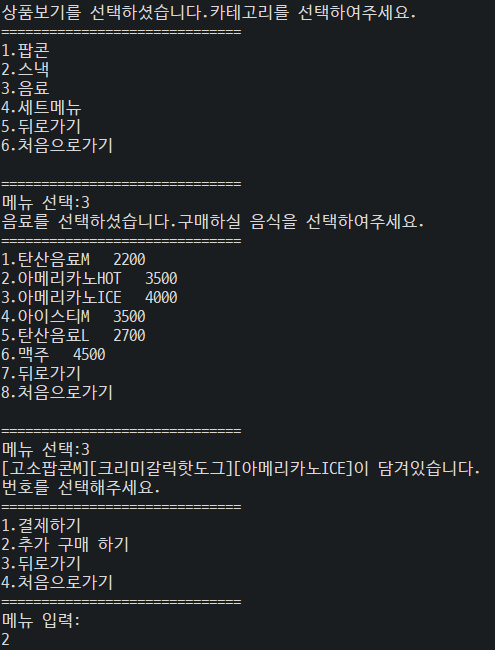 상품보기를 선택하셨습니다.카테고리를 선택하여주세요.
==============================
1.팝콘
2.스낵
3.음료
4.세트메뉴
5.뒤로가기
6.처음으로가기
==============================
메뉴 선택:3
음료를 선택하셨습니다.구매하실 음식을 선택하여주세요.
==============================
1.탄산음료M   2200
2.아메리카노HOT   3500
3.아메리카노ICE   4000
4.아이스티M   3500
5.탄산음료L   2700
6.맥주   4500
7.뒤로가기
8.처음으로가기
==============================
메뉴 선택:3
[고소팝콘M][크리미갈릭핫도그][아메리카노ICE]이 담겨있습니다.
번호를 선택해주세요.
==============================
1.결제하기
2.추가 구매 하기
3.뒤로가기
4.처음으로가기
==============================
메뉴 입력:
2